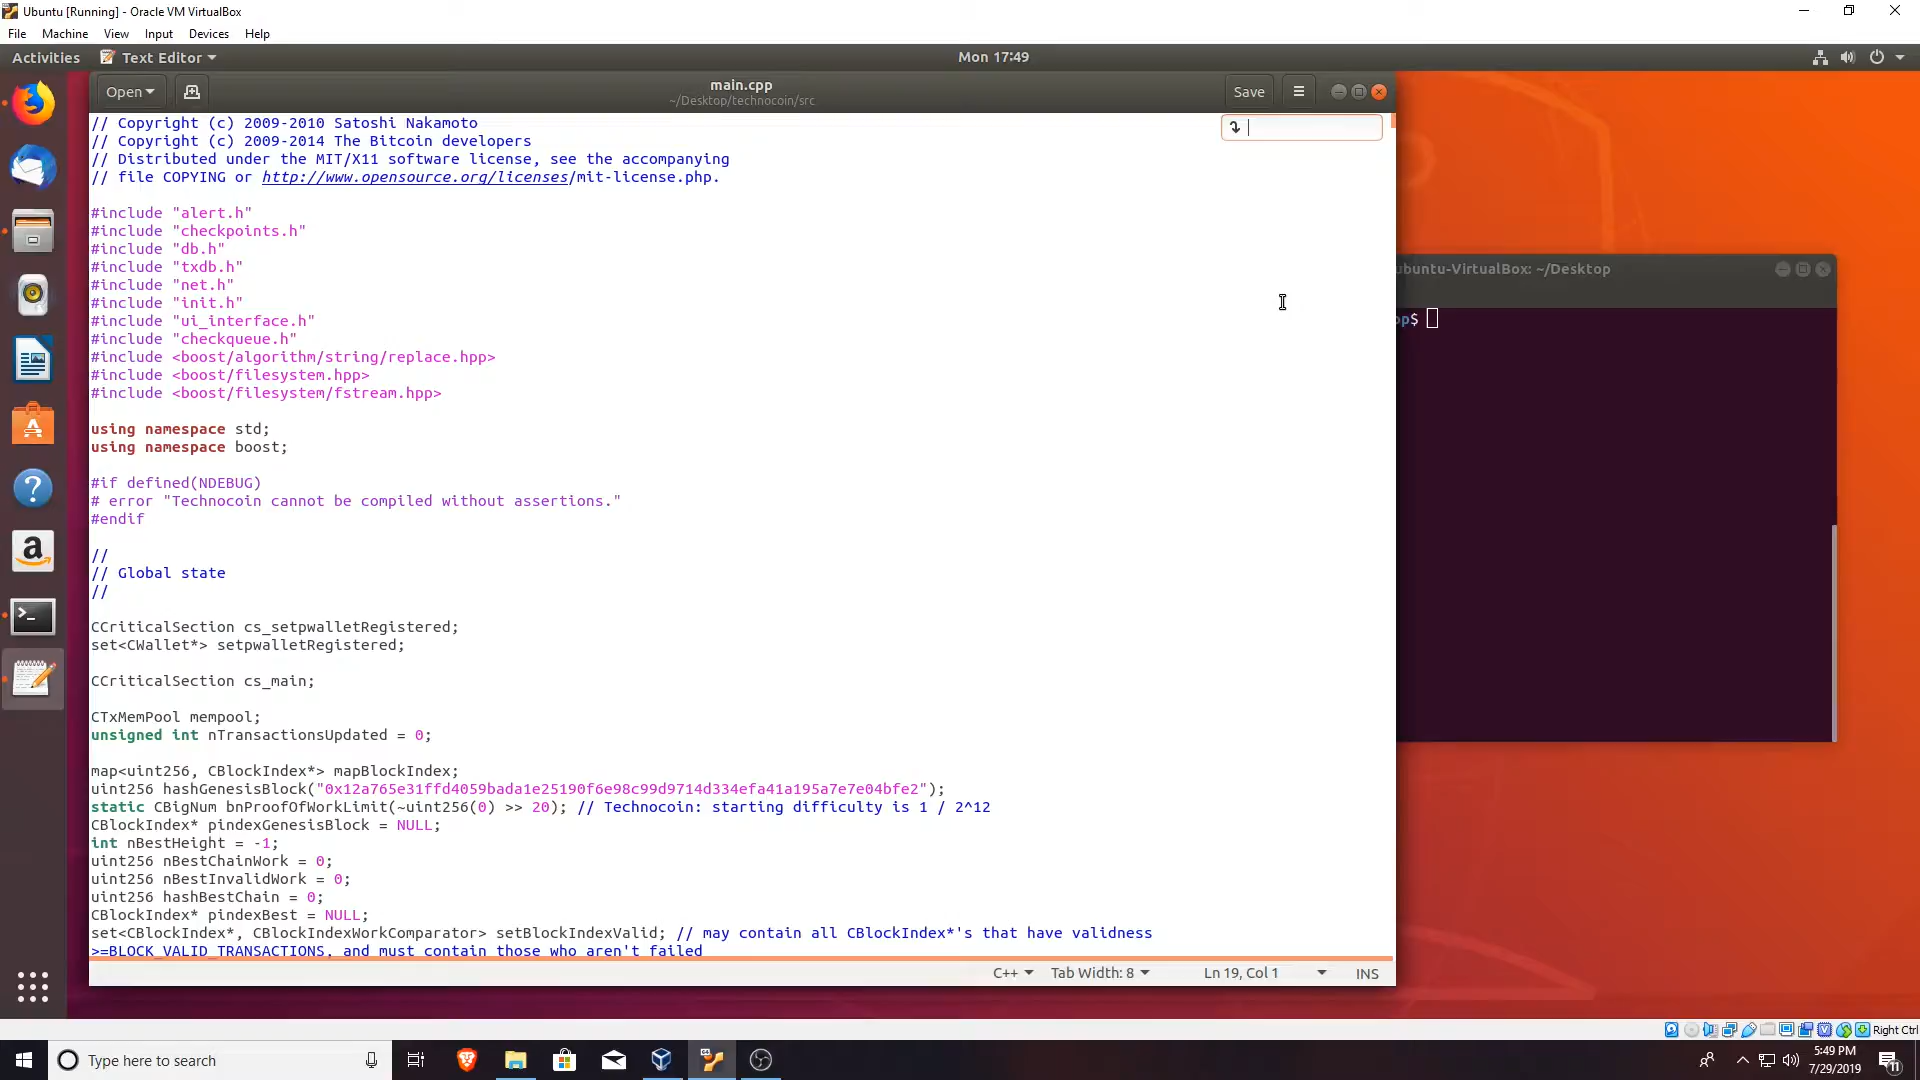 Ubuntu [Running] - Oracle VM VirtualBox
File Machine View Input Devices Help
Activities Text Editor Mon 17:49
Open main.cpp Save
~/Desktop/technocoin/src
// Copyright (c) 2009-2010 Satoshi Nakamoto
// Copyright (c) 2009-2014 The Bitcoin developers
// Distributed under the MIT/X11 software license, see the accompanying
// file COPYING or http://www.opensource.org/licenses/mit-license.php.
#include "alert.h"
#include "checkpoints.h"
#include "db.h"
#include "txdb.h"
#include "net.h"
#include "init.h"
#include "ui_interface.h"
#include "checkqueue.h"
#include <boost/algorithm/string/replace.hpp>
#include <boost/filesystem.hpp>
#include <boost/filesystem/fstream.hpp>
using namespace std;
using namespace boost;
#if defined(NDEBUG)
# error "Technocoin cannot be compiled without assertions."
#endif
//
// Global state
//
CCriticalSection cs_setpwalletRegistered;
set<CWallet*> setpwalletRegistered;
CCriticalSection cs_main;
CTxMemPool mempool;
unsigned int nTransactionsUpdated = 0;
map<uint256, CBlockIndex*> mapBlockIndex;
uint256 hashGenesisBlock("0x12a765e31ffd4059bada1e25190f6e98c99d9714d334efa41a195a7e7e04bfe2");
static CBigNum bnProofOfWorkLimit(~uint256(0) >> 20); // Technocoin: starting difficulty is 1 / 2^12
CBlockIndex* pindexGenesisBlock = NULL;
int nBestHeight = -1;
uint256 nBestChainWork = 0;
uint256 nBestInvalidWork = 0;
uint256 hashBestChain = 0;
CBlockIndex* pindexBest = NULL;
set<CBlockIndex*, CBlockIndexWorkComparator> setBlockIndexValid; // may contain all CBlockIndex*'s that have validness
>=BLOCK_VALID_TRANSACTIONS, and must contain those who aren't failed
C++ Tab Width: 8 Ln 19, Col 1 INS
ubuntu-VirtualBox: ~/Desktop
op$
Right Ctrl
Type here to search
5:49 PM
7/29/2019
11